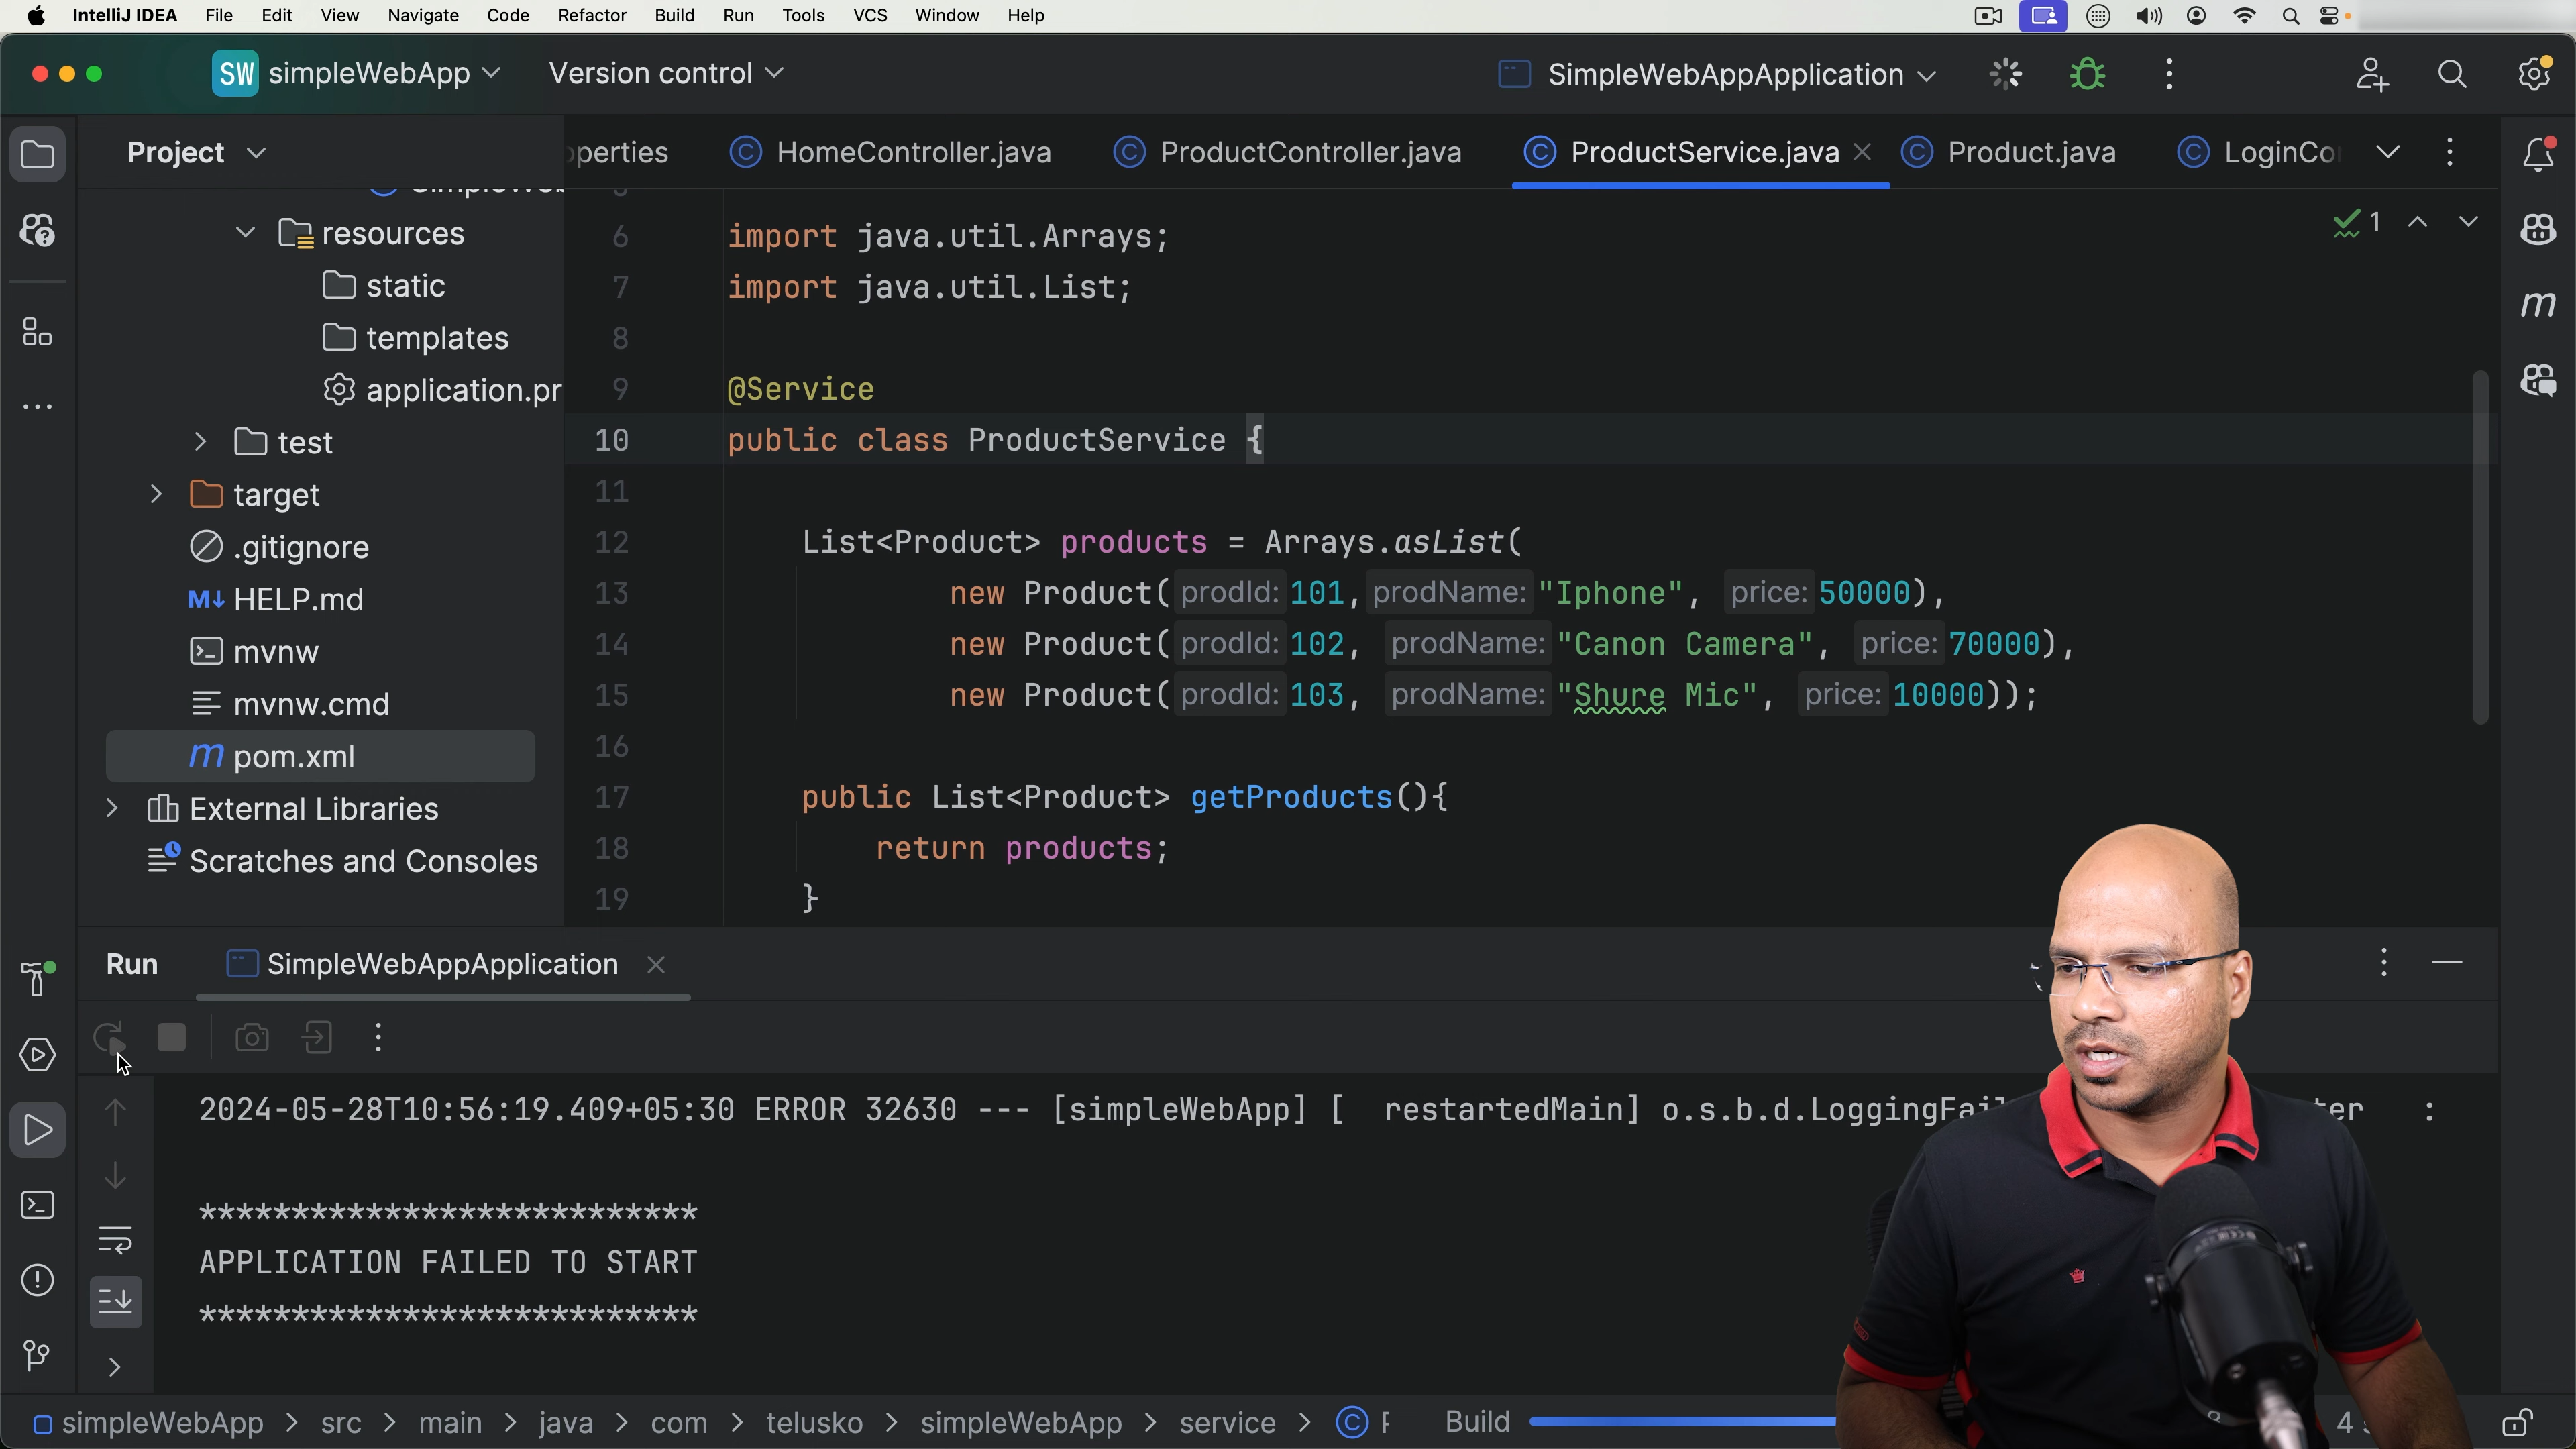 IntelliJ IDEA File Edit View Navigate Code Refactor Build Run Tools VCS Window Help
SW simpleWebApp Version control SimpleWebAppApplication
Project
operties HomeController.java ProductController.java ProductService.java Product.java LoginCo
resources
static
templates
application.pr
test
target
.gitignore
M↓ HELP.md
mvnw
mvnw.cmd
m pom.xml
External Libraries
Scratches and Consoles
1
6 import java.util.Arrays;
7 import java.util.List;
8
9 @Service
10 public class ProductService {
11
12 List<Product> products = Arrays.asList(
13 new Product( prodId: 101, prodName: "Iphone", price: 50000),
14 new Product( prodId: 102, prodName: "Canon Camera", price: 70000),
15 new Product( prodId: 103, prodName: "Shure Mic", price: 10000));
16
17 public List<Product> getProducts(){
18 return products;
19 }
m
Run SimpleWebAppApplication
2024-05-28T10:56:19.409+05:30 ERROR 32630 --- [simpleWebApp] [ restartedMain] o.s.b.d.LoggingFai ter :
***************************
APPLICATION FAILED TO START
***************************
simpleWebApp > src > main > java > com > telusko > simpleWebApp > service > Build 4